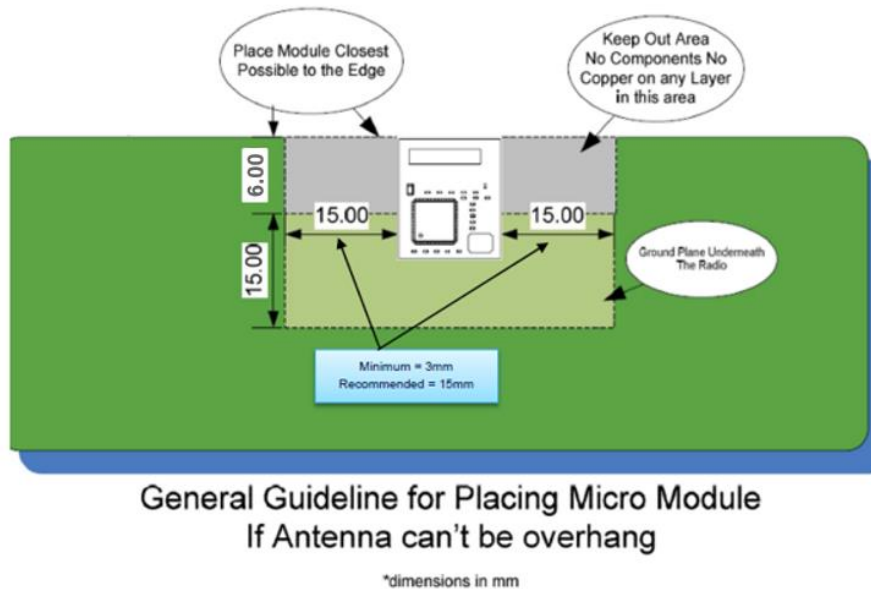 Place Module Closest
Possible to the Edge
Keep Out Area
No Components No
Copper on any Layer
in this area
6.00
15.00
15.00
15.00
Ground Plane Underneath
The Radio
Minimum = 3mm
Recommended = 15mm
General Guideline for Placing Micro Module
If Antenna can't be overhang
*dimensions in mm